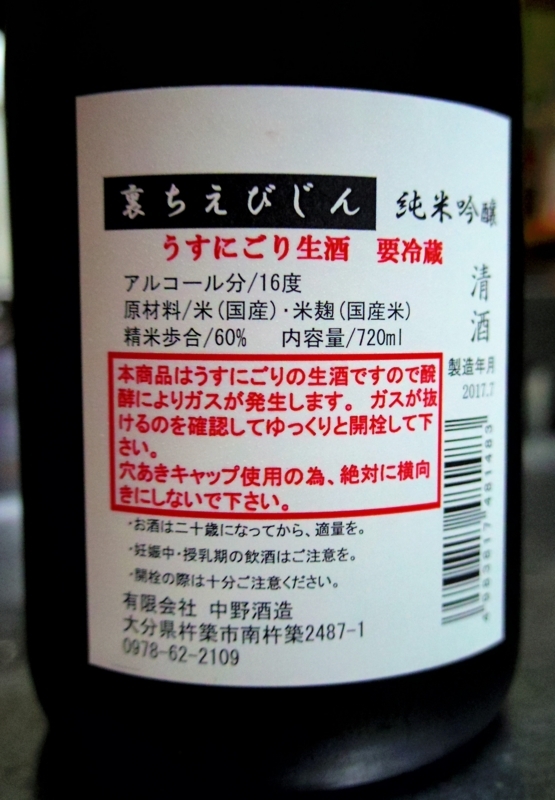 裏ちえびじん 純米吟醸
うすにごり生酒 要冷蔵
清酒
アルコール分/16度
原材料/米(国産)・米麹(国産米)
精米歩合/60% 内容量/720ml
製造年月
2017.7
本商品はうすにごりの生酒ですので醗
酵によりガスが発生します。 ガスが抜
けるのを確認してゆっくりと開栓して下
さい。
穴あきキャップ使用の為、絶対に横向
きにしないで下さい。
・お酒は二十歳になってから、適量を。
・妊娠中・授乳期の飲酒はご注意を。
・開栓の際は十分ご注意ください。
有限会社 中野酒造
大分県杵築市南杵築2487-1
0978-62-2109